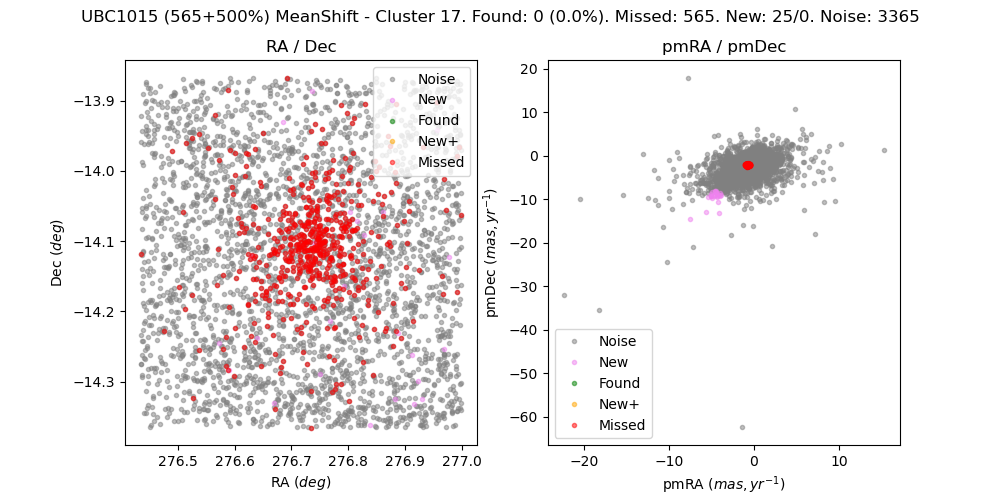 UBC1015 (565+500%) MeanShift - Cluster 17. Found: 0 (0.0%). Missed: 565. New: 25/0. Noise: 3365
RA / Dec
Dec (deg)
−13.9
−14.0
−14.1
−14.2
−14.3
276.5 276.6 276.7 276.8 276.9 277.0
RA (deg)
Noise
New
Found
New+
Missed
pmRA / pmDec
pmDec (mas, yr⁻¹)
20
10
0
−10
−20
−30
−40
−50
−60
−20 −10 0 10
pmRA (mas, yr⁻¹)
Noise
New
Found
New+
Missed